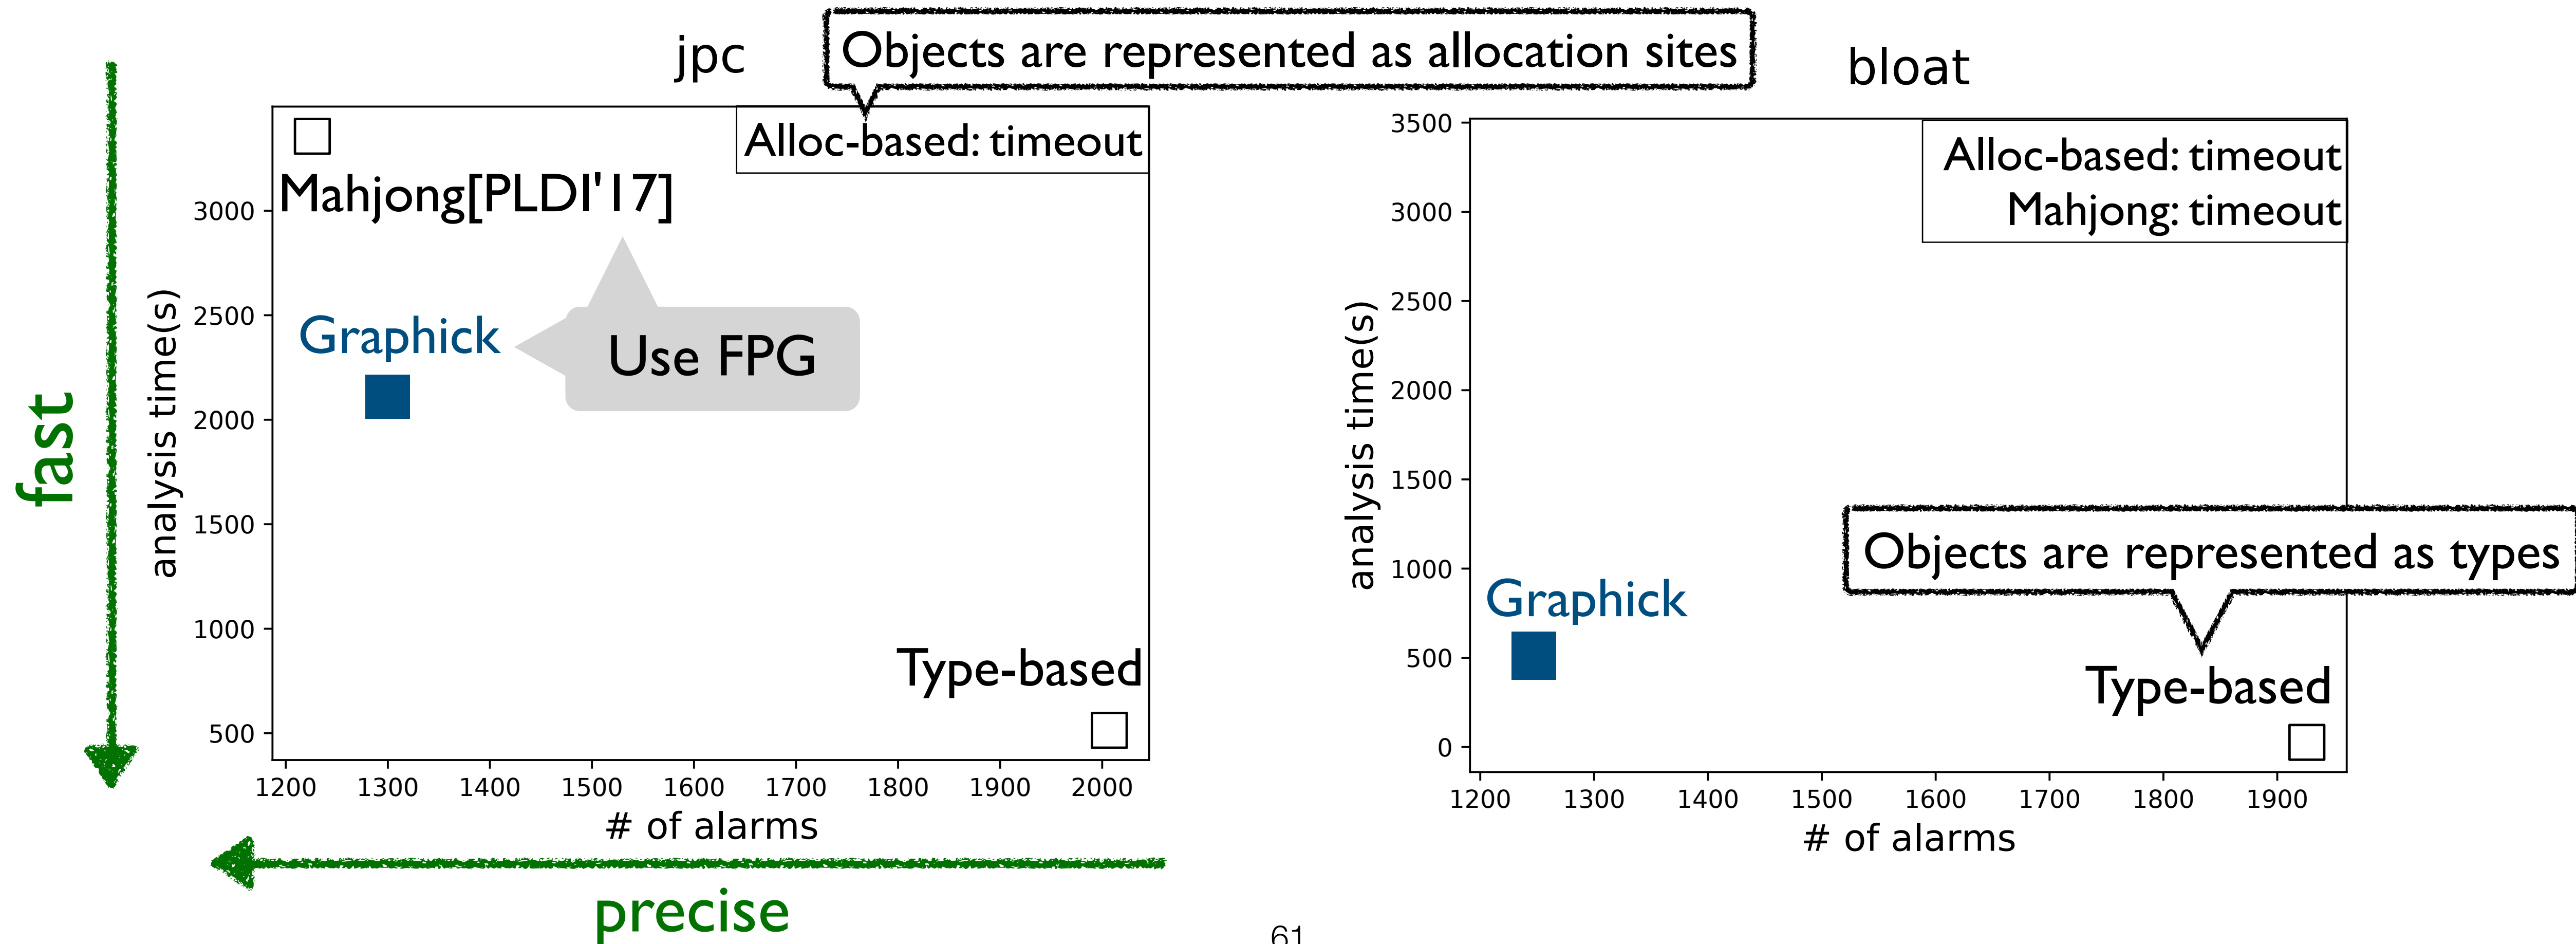 jpc
Objects are represented as allocation sites
bloat
Alloc-based: timeout
Mahjong[PLDI'17]
3000
2500
2000
1500
1000
500
analysis time(s)
Graphick
Use FPG
Type-based
1200 1300 1400 1500 1600 1700 1800 1900 2000
# of alarms
fast
precise
3500
3000
2500
2000
1500
1000
500
0
analysis time(s)
Alloc-based: timeout
Mahjong: timeout
Objects are represented as types
Graphick
Type-based
1200 1300 1400 1500 1600 1700 1800 1900
# of alarms
61